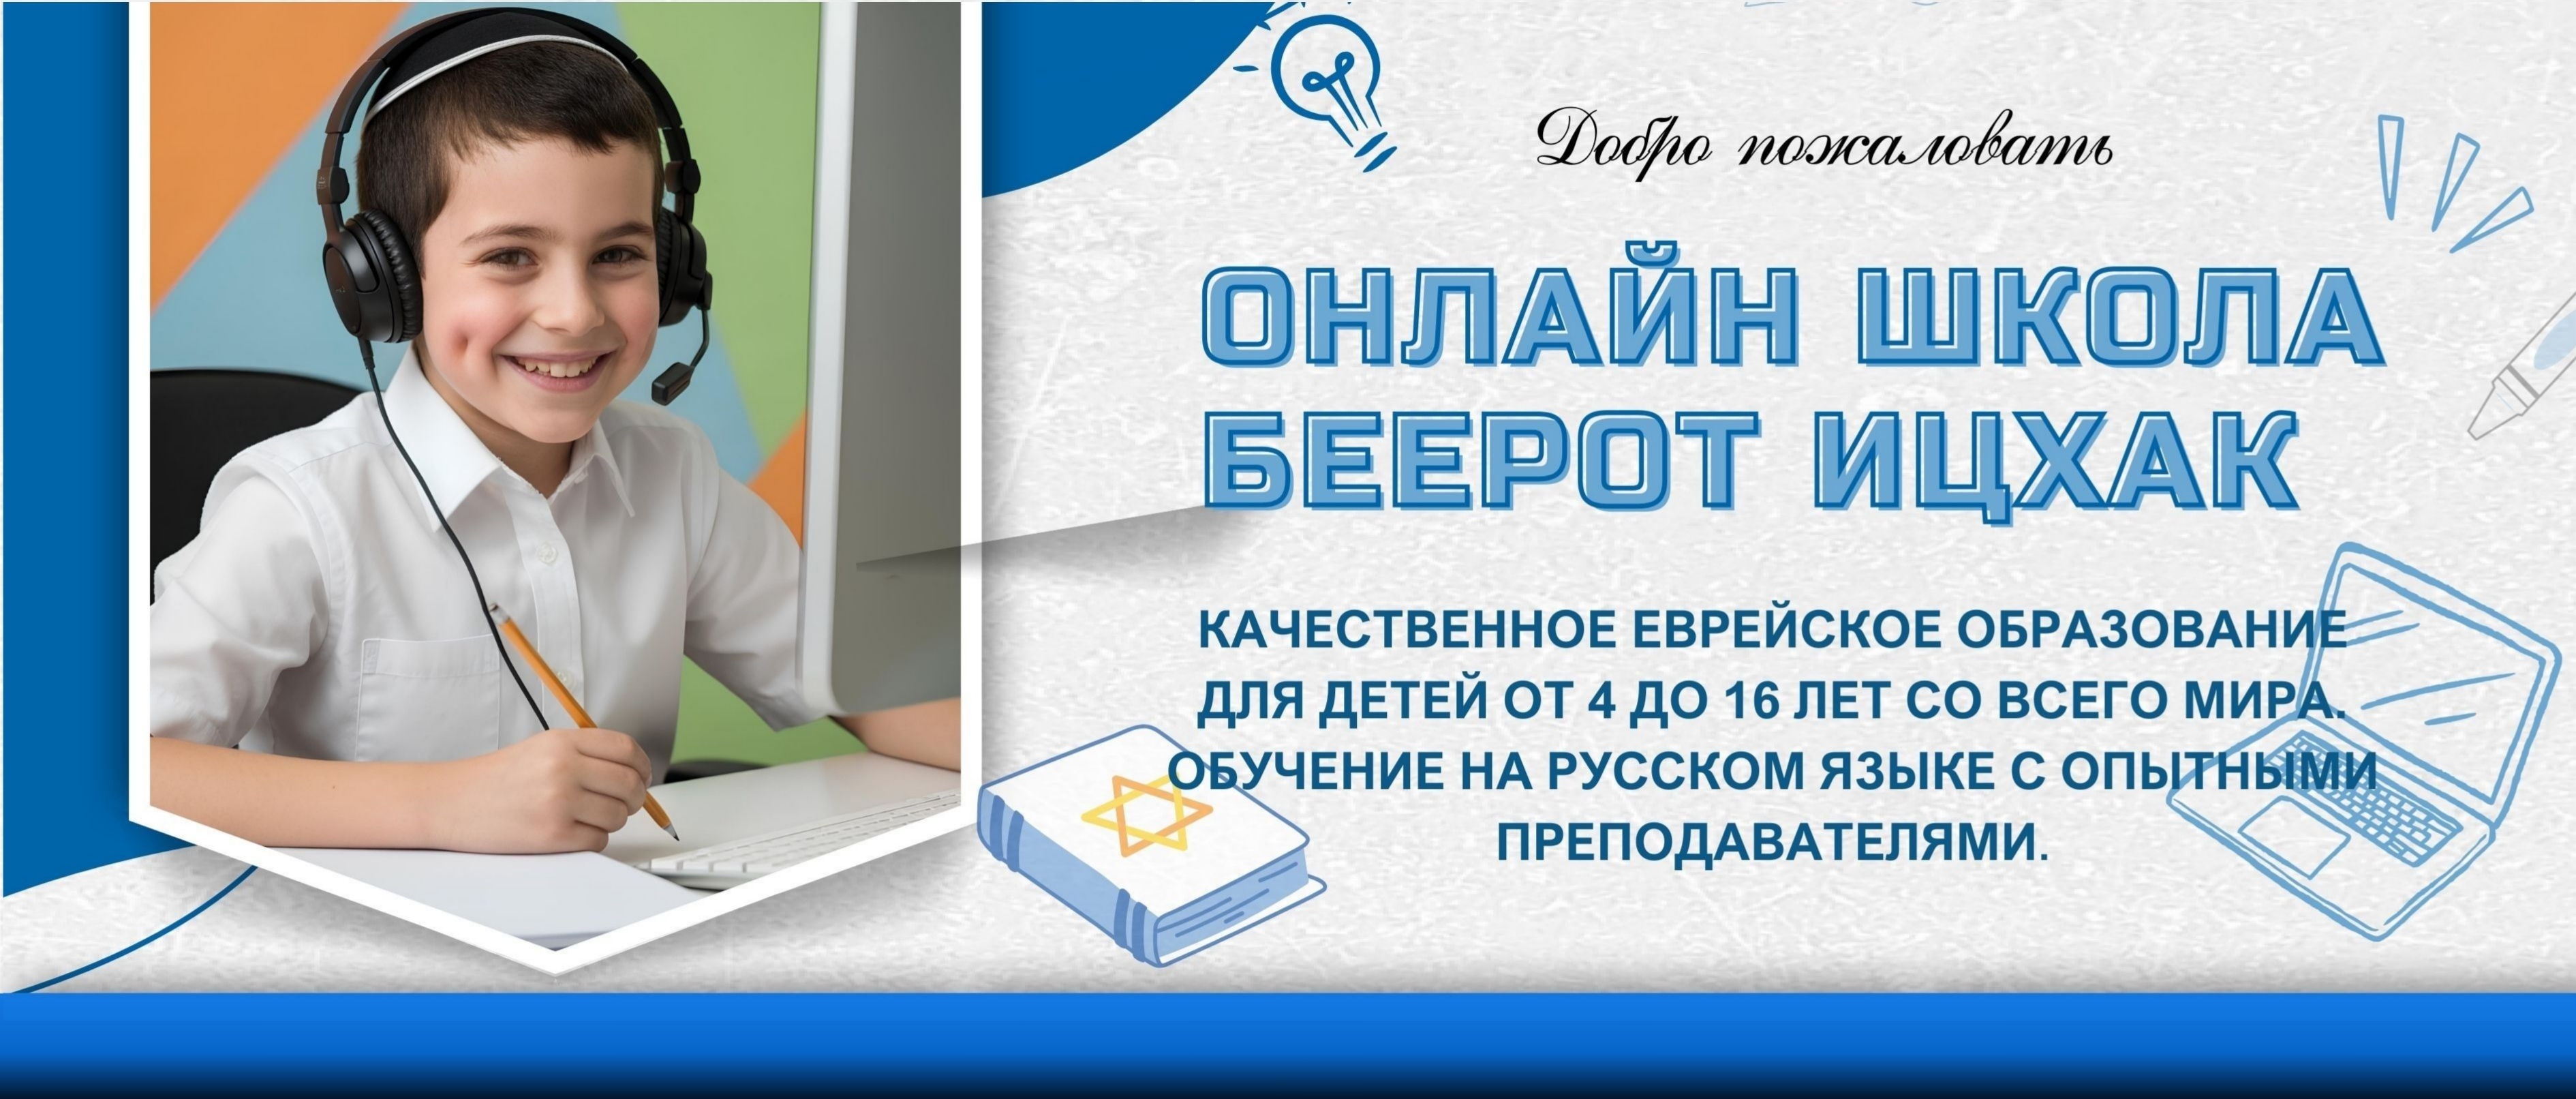 Добро пожаловать
ОНЛАЙН ШКОЛА
БЕЕРОТ ИЦХАК
КАЧЕСТВЕННОЕ ЕВРЕЙСКОЕ ОБРАЗОВАНИЕ
ДЛЯ ДЕТЕЙ ОТ 4 ДО 16 ЛЕТ СО ВСЕГО МИРА.
ОБУЧЕНИЕ НА РУССКОМ ЯЗЫКЕ С ОПЫТНЫМИ
ПРЕПОДАВАТЕЛЯМИ.